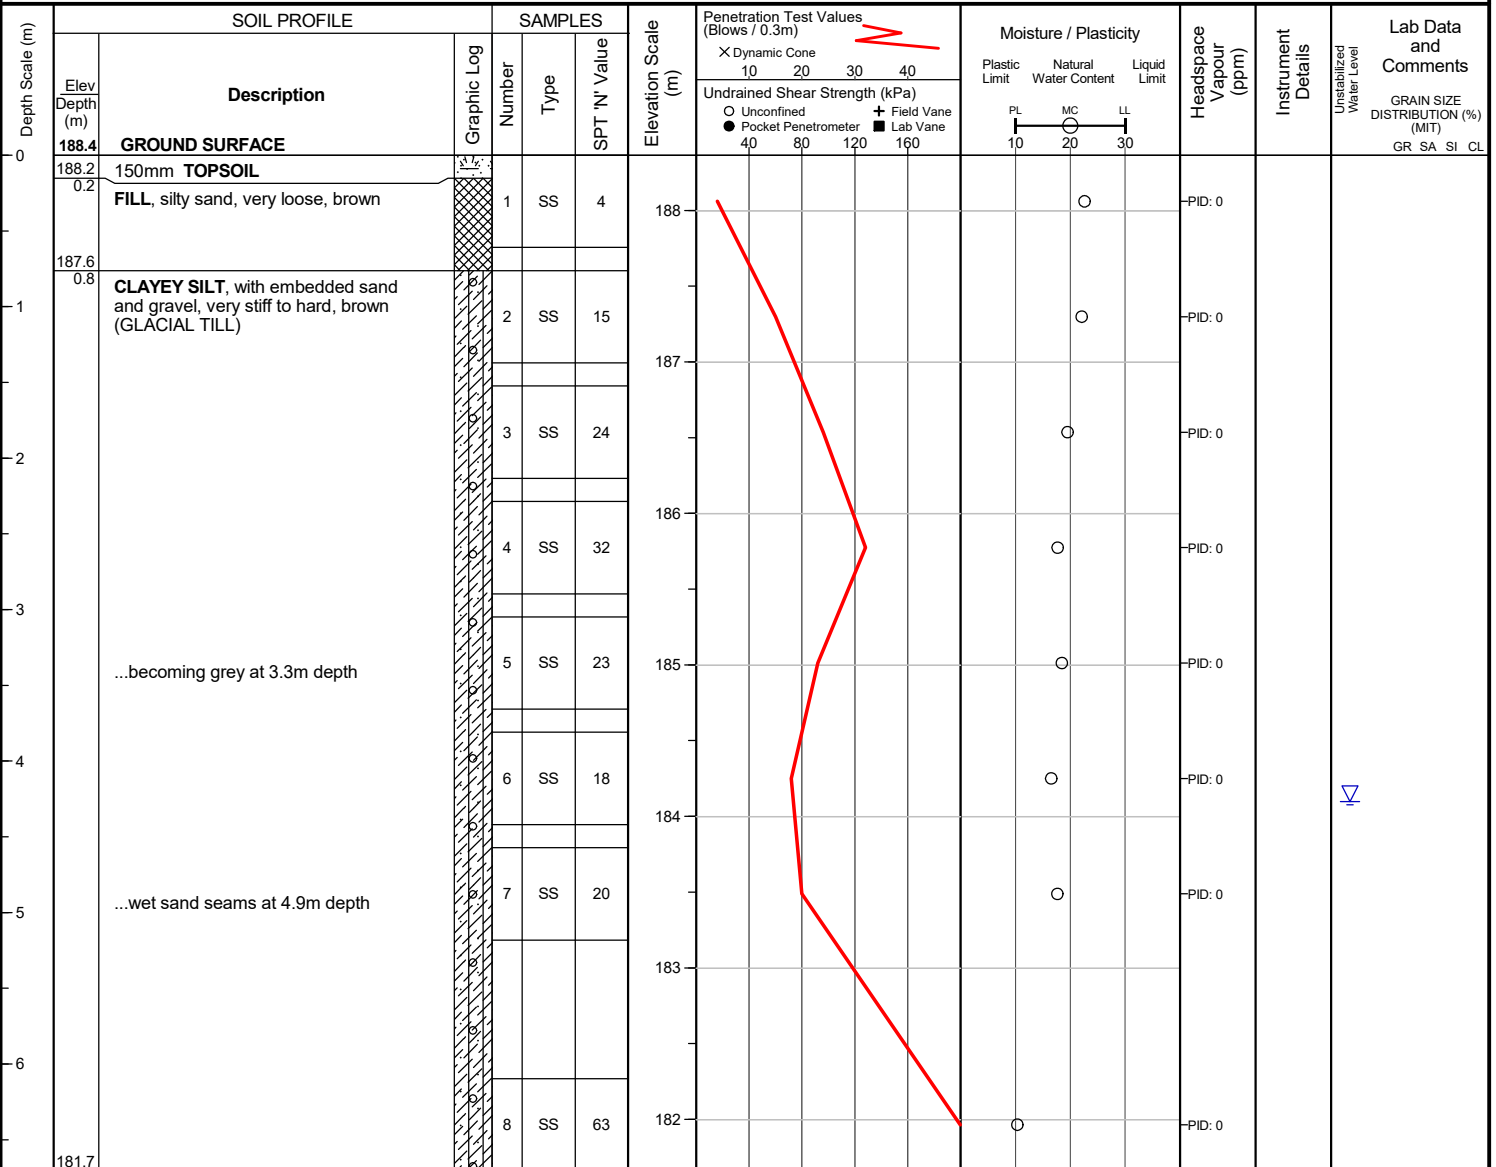 SOIL PROFILE
SAMPLES
Depth Scale (m)
Elev
Depth
(m)
Description
Graphic Log
Number
Type
SPT 'N' Value
Elevation Scale
(m)
Penetration Test Values
(Blows / 0.3m)
Dynamic Cone
10 20 30 40
Undrained Shear Strength (kPa)
Unconfined Field Vane
Pocket Penetrometer Lab Vane
40 80 120 160
Moisture / Plasticity
Plastic
Limit
Natural
Water Content
Liquid
Limit
PL MC LL
10 20 30
Headspace
Vapour
(ppm)
Instrument
Details
Unstabilized
Water Level
Lab Data
and
Comments
GRAIN SIZE
DISTRIBUTION (%)
(MIT)
GR SA SI CL
188.4 GROUND SURFACE
0
188.2 150mm TOPSOIL
0.2
FILL, silty sand, very loose, brown
1 SS 4
188
PID: 0
187.6
0.8
CLAYEY SILT, with embedded sand
and gravel, very stiff to hard, brown
(GLACIAL TILL)
1
2 SS 15
PID: 0
187
3 SS 24
PID: 0
2
186
4 SS 32
PID: 0
3
5 SS 23
185
PID: 0
...becoming grey at 3.3m depth
4
6 SS 18
PID: 0
184
7 SS 20
PID: 0
...wet sand seams at 4.9m depth
5
183
6
182
8 SS 63
PID: 0
181.7